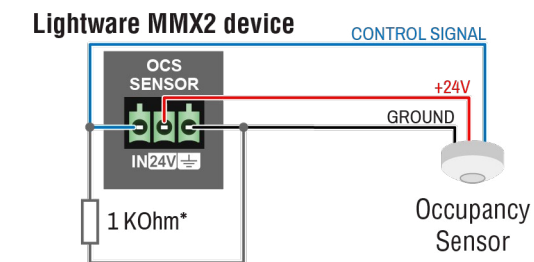 Lightware MMX2 device
CONTROL SIGNAL
OCS
SENSOR
+24V
GROUND
IN 24V
1 KOhm*
Occupancy
Sensor